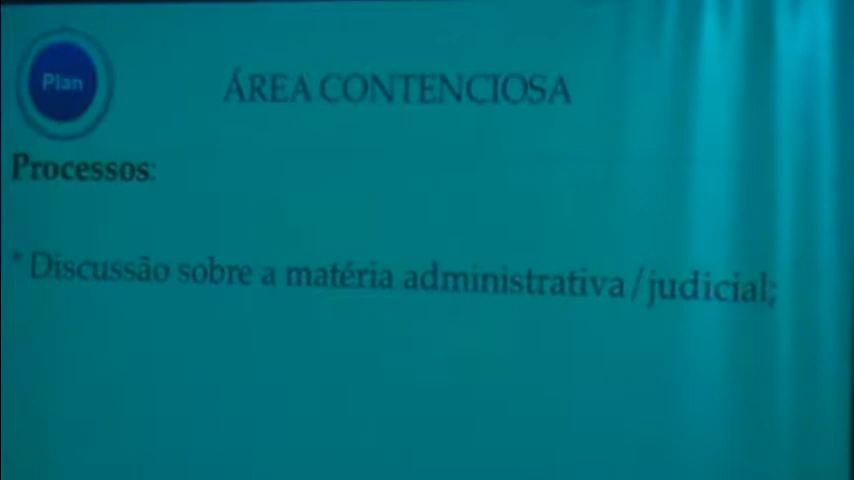 Plan
ÁREA CONTENCIOSA
Processos:
* Discussão sobre a matéria administrativa/judicial;